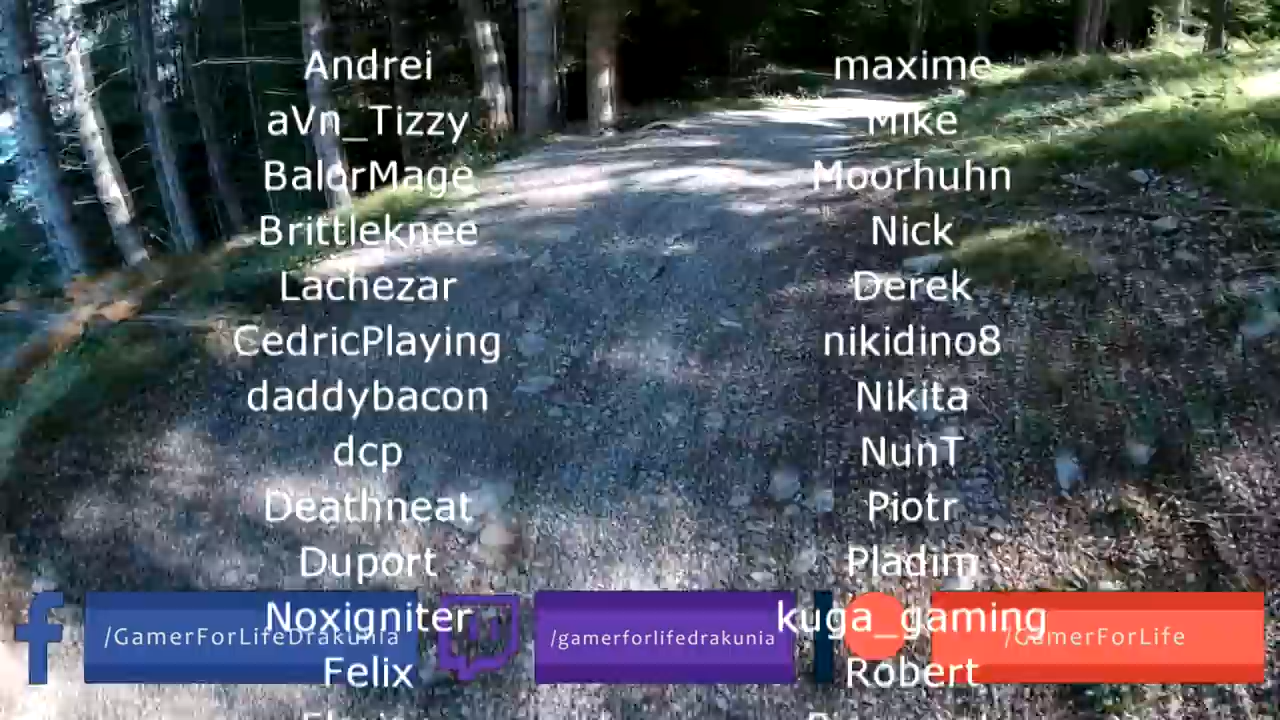 Andrei
aVn_Tizzy
BalorMage
Brittleknee
Lachezar
CedricPlaying
daddybacon
dcp
Deathneat
Duport
Noxigniter
Felix
maxime
Mike
Moorhuhn
Nick
Derek
nikidino8
Nikita
NunT
Piotr
Pladim
kuga_gaming
Robert
/GamerForLifeDrakunia
/gamerforlifedrakunia
/GamerForLife